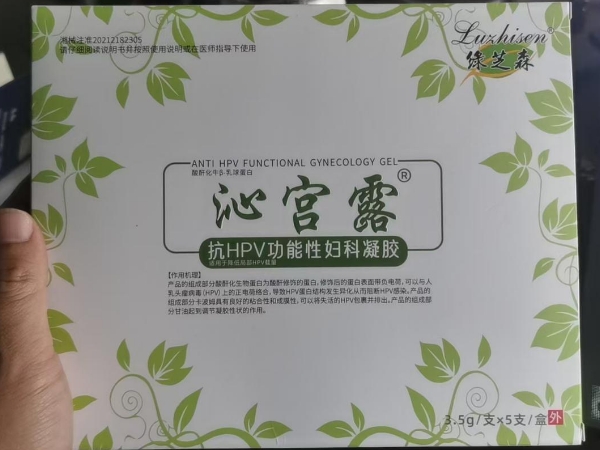 湘械注准20212182305
请仔细阅读说明书并按照使用说明或在医师指导下使用
Luzhisen®
绿芝森
ANTI HPV FUNCTIONAL GYNECOLOGY GEL
酸酐化牛β-乳球蛋白
沁宫露®
抗HPV功能性妇科凝胶
适用于降低局部HPV载量
【作用机理】
产品的组成部分酸酐化生物蛋白为酸酐修饰的蛋白，修饰后的蛋白表面带负电荷，可以与人
乳头瘤病毒（HPV）上的正电荷络合，导致HPV蛋白结构发生异化从而阻断HPV感染。产品的
组成部分卡波姆具有良好的粘合性和成膜性，可以将失活的HPV包裹并排出。产品的组成部
分甘油起到调节凝胶性状的作用。
3.5g/支×5支/盒 外